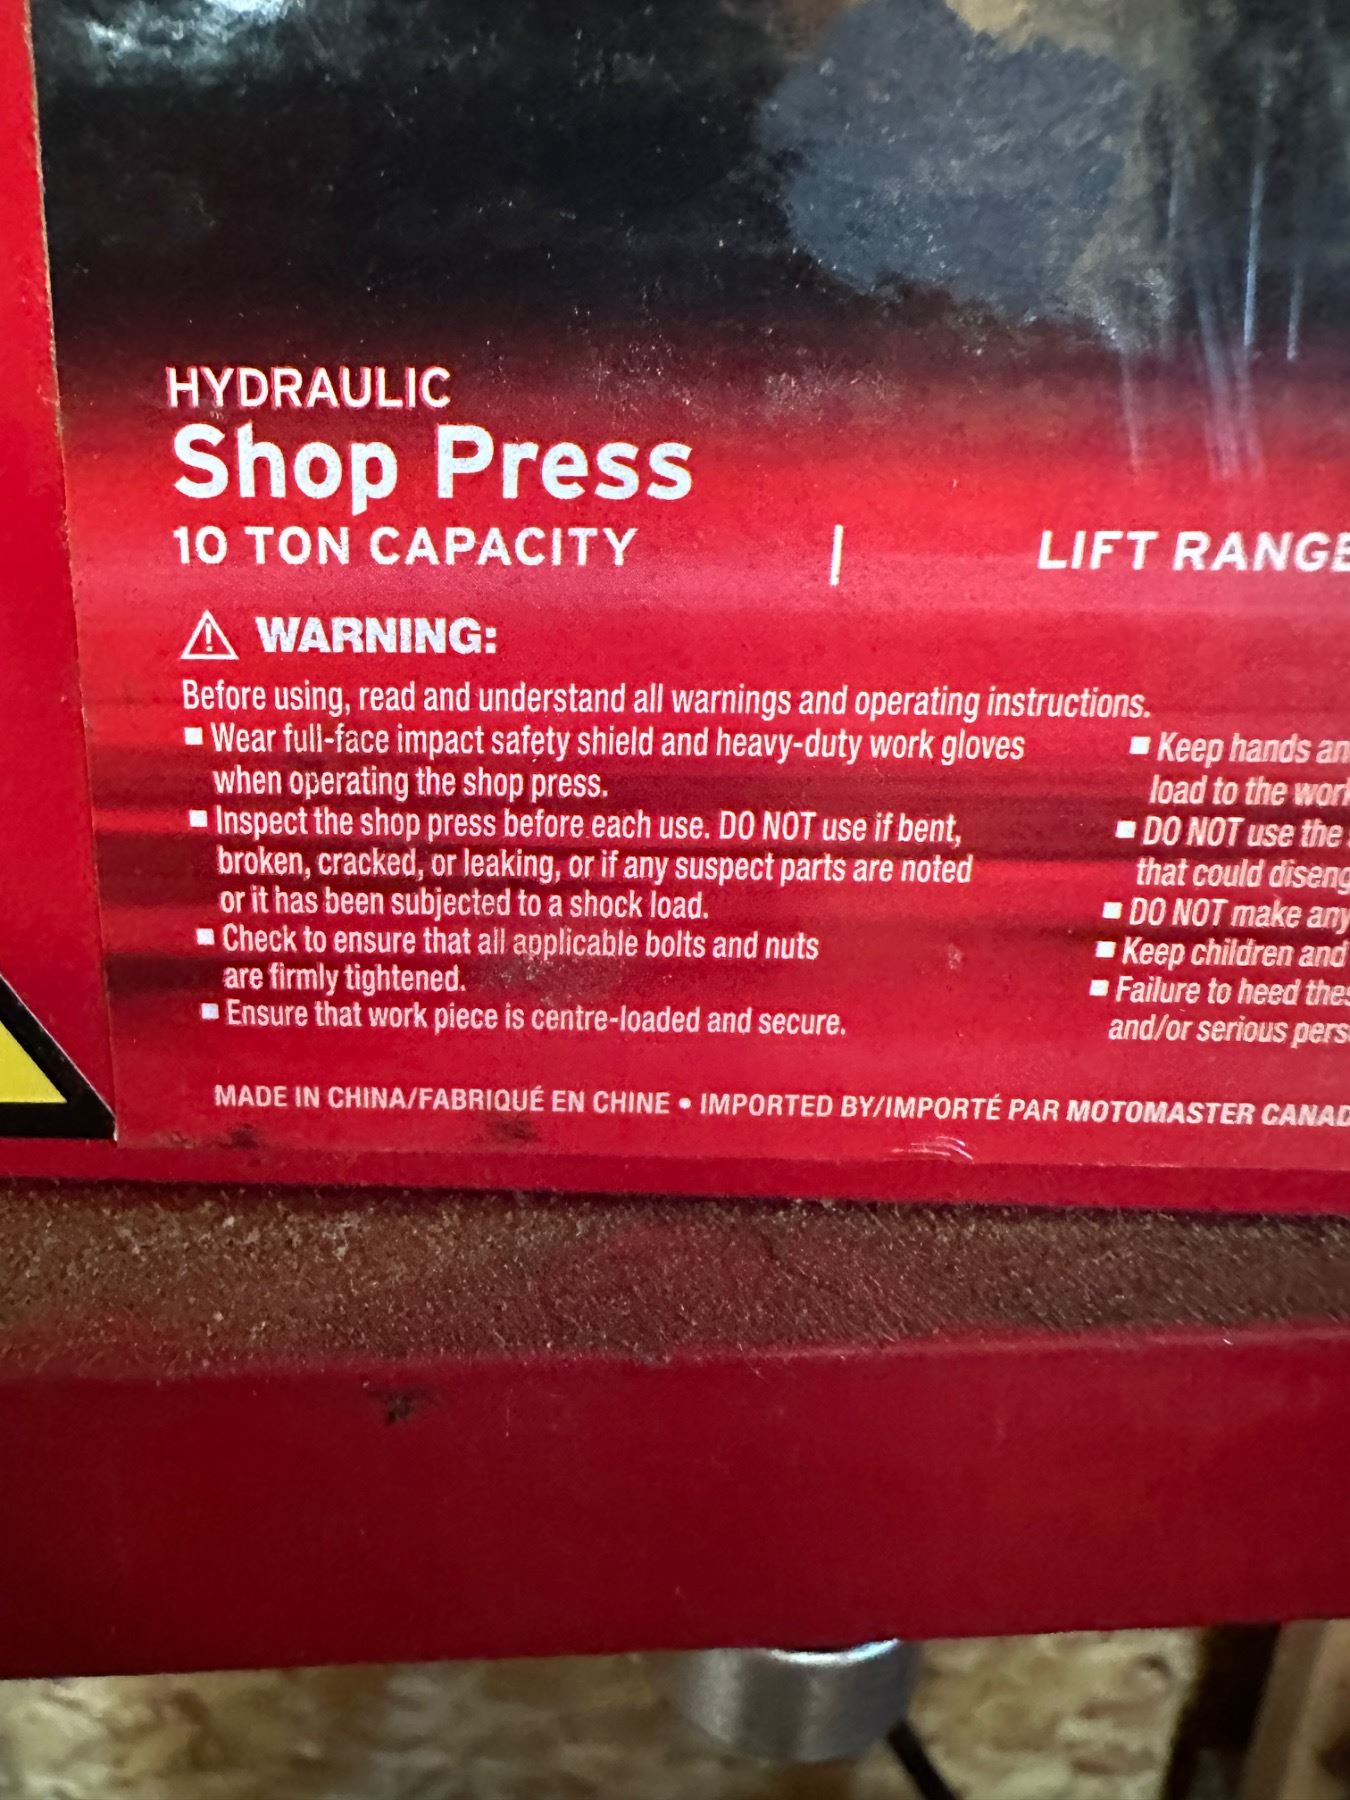 HYDRAULIC
Shop Press
10 TON CAPACITY | LIFT RANGE
⚠ WARNING:
Before using, read and understand all warnings and operating instructions.
▪ Wear full-face impact safety shield and heavy-duty work gloves
when operating the shop press.
▪ Inspect the shop press before each use. DO NOT use if bent,
broken, cracked, or leaking, or if any suspect parts are noted
or it has been subjected to a shock load.
▪ Check to ensure that all applicable bolts and nuts
are firmly tightened.
▪ Ensure that work piece is centre-loaded and secure.
▪ Keep hands
load to the
▪ DO NOT use the
that could
▪ DO NOT make any
▪ Keep children and
▪ Failure to heed
and/or serious
MADE IN CHINA/FABRIQUÉ EN CHINE • IMPORTED BY/IMPORTÉ PAR MOTOMASTER